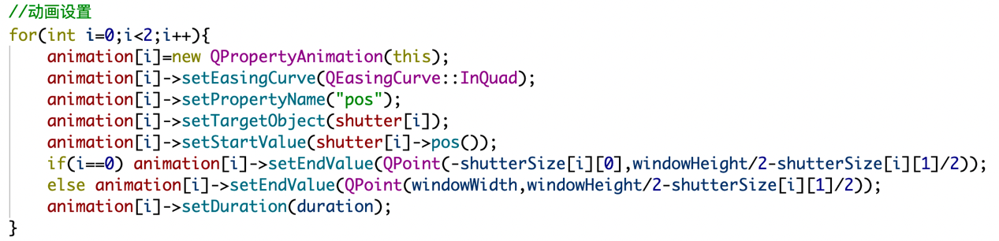 //动画设置
for(int i=0;i<2;i++){
    animation[i]=new QPropertyAnimation(this);
    animation[i]->setEasingCurve(QEasingCurve::InQuad);
    animation[i]->setPropertyName("pos");
    animation[i]->setTargetObject(shutter[i]);
    animation[i]->setStartValue(shutter[i]->pos());
    if(i==0) animation[i]->setEndValue(QPoint(-shutterSize[i][0],windowHeight/2-shutterSize[i][1]/2));
    else animation[i]->setEndValue(QPoint(windowWidth,windowHeight/2-shutterSize[i][1]/2));
    animation[i]->setDuration(duration);
}